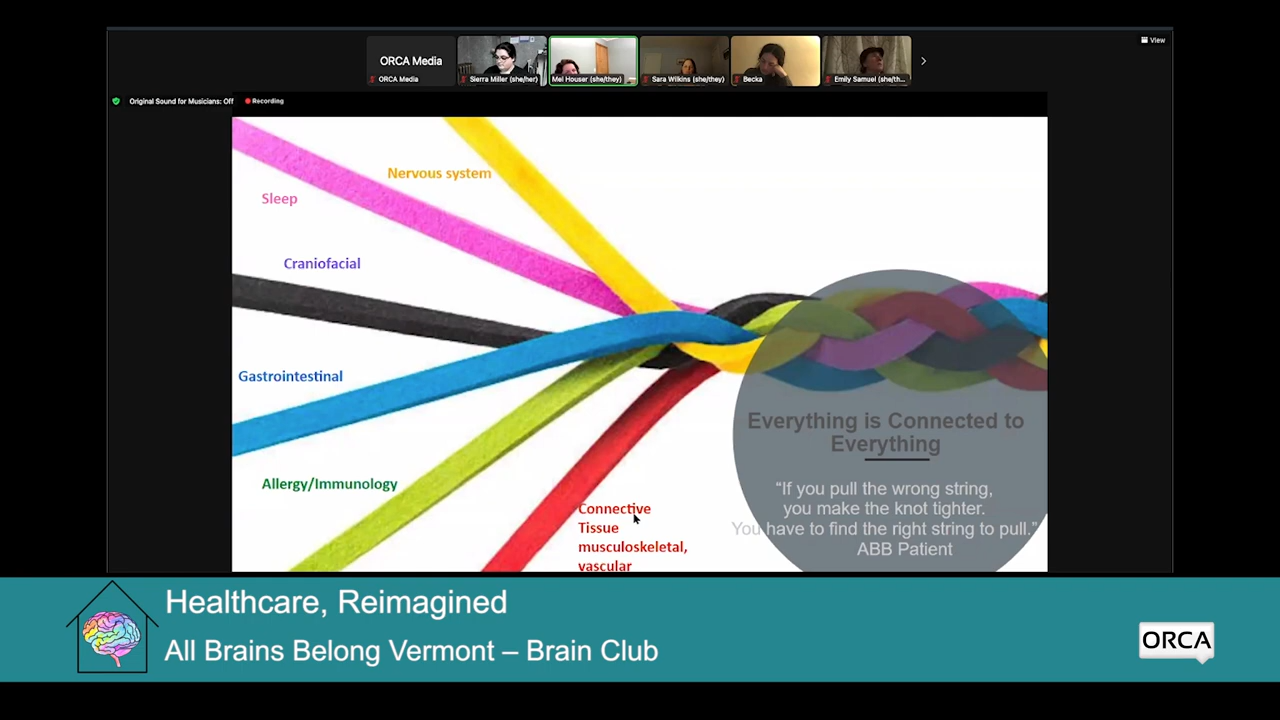 View
ORCA Media
ORCA Media
Sierra Miller (she/her)
Mel Houser (she/they)
Sara Wilkins (she/they)
Becka
Emily Samuel (she/th...
Original Sound for Musicians: Off
Recording
Nervous system
Sleep
Craniofacial
Gastrointestinal
Allergy/Immunology
Connective
Tissue
musculoskeletal,
vascular
Everything is Connected to
Everything
“If you pull the wrong string,
you make the knot tighter.
You have to find the right string to pull.”
ABB Patient
Healthcare, Reimagined
All Brains Belong Vermont – Brain Club
ORCA